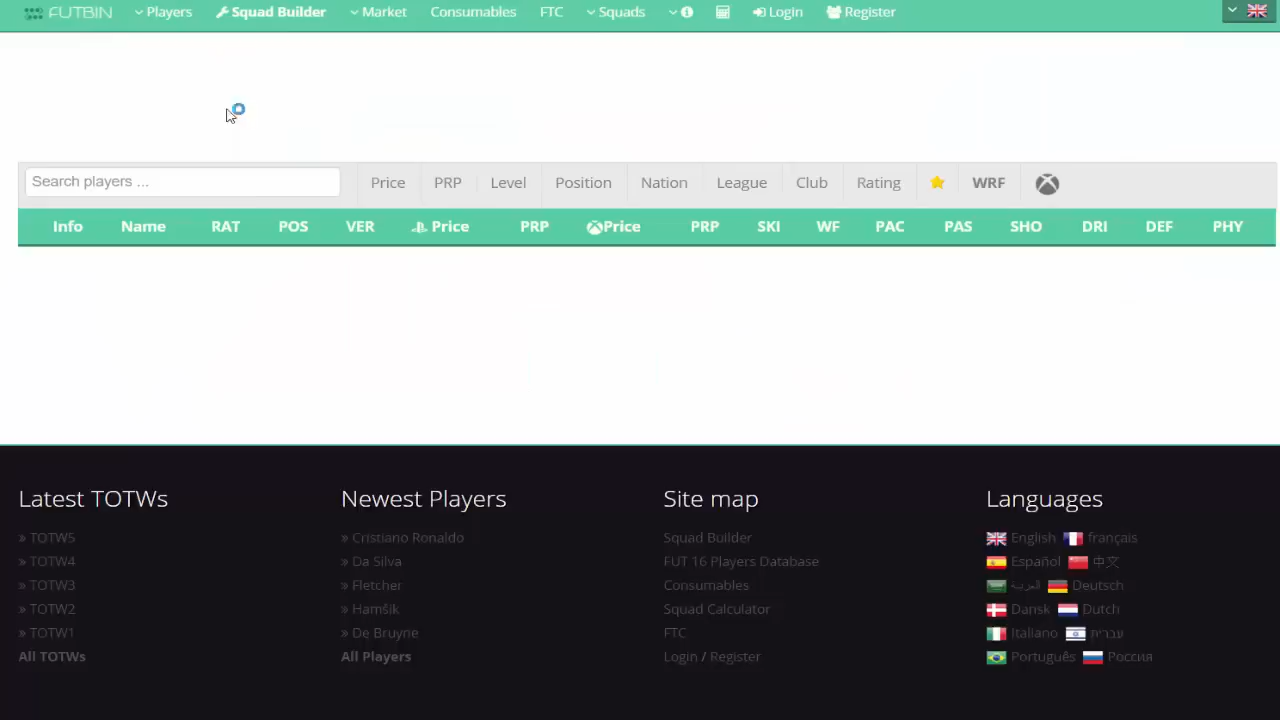 FUTBIN Players Squad Builder Market Consumables FTC Squads Login Register
Search players ... Price PRP Level Position Nation League Club Rating WRF
Info Name RAT POS VER Price PRP Price PRP SKI WF PAC PAS SHO DRI DEF PHY
Latest TOTWs
» TOTW5
» TOTW4
» TOTW3
» TOTW2
» TOTW1
All TOTWs
Newest Players
» Cristiano Ronaldo
» Da Silva
» Fletcher
» Hamšik
» De Bruyne
All Players
Site map
Squad Builder
FUT 16 Players Database
Consumables
Squad Calculator
FTC
Login / Register
Languages
English français
Español 中文
العربية Deutsch
Dansk Dutch
Italiano עברית
Português Россия